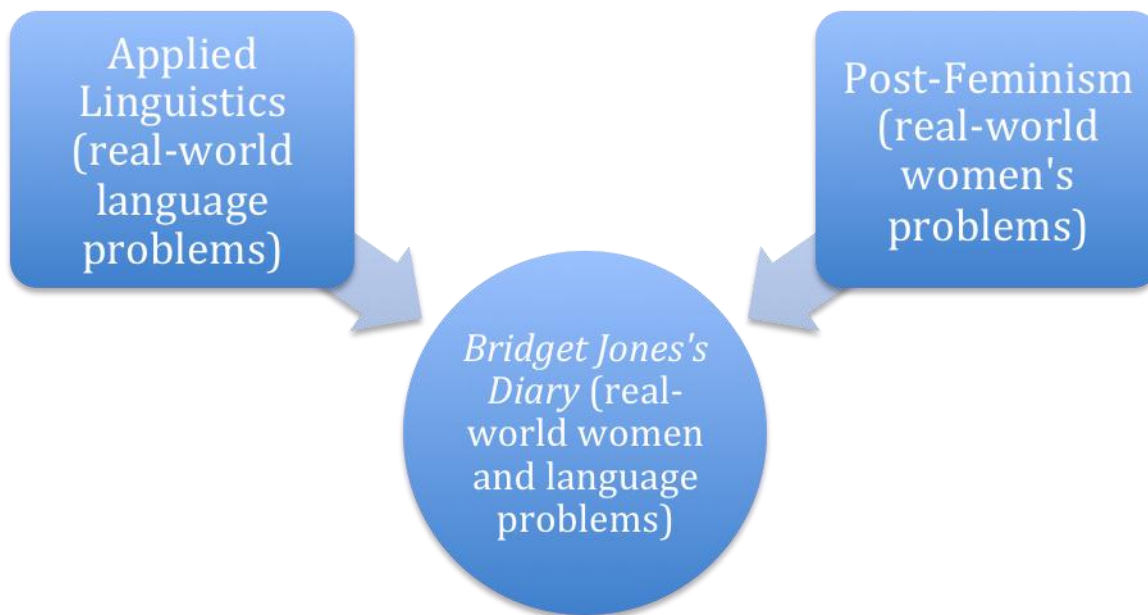 Applied
Linguistics
(real-world
language
problems)
Post-Feminism
(real-world
women's
problems)
Bridget Jones's
Diary (real-
world women
and language
problems)